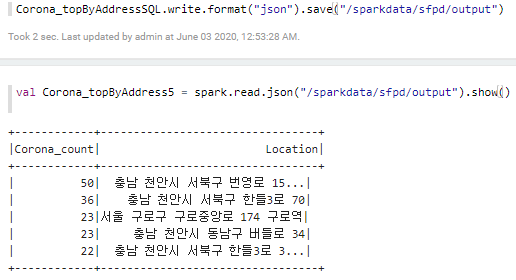 Corona_topByAddressSQL.write.format("json").save("/sparkdata/sfpd/output")
Took 2 sec. Last updated by admin at June 03 2020, 12:53:28 AM.
val Corona_topByAddress5 = spark.read.json("/sparkdata/sfpd/output").show()
+------------+--------------------------------+
|Corona_count|                        Location|
+------------+--------------------------------+
|          50|  충남 천안시 서북구 번영로 15...|
|          36|    충남 천안시 서북구 한들3로 70|
|          23|서울 구로구 구로중앙로 174 구로역|
|          23|     충남 천안시 동남구 버들로 34|
|          22|  충남 천안시 서북구 한들3로 3...|
+------------+--------------------------------+